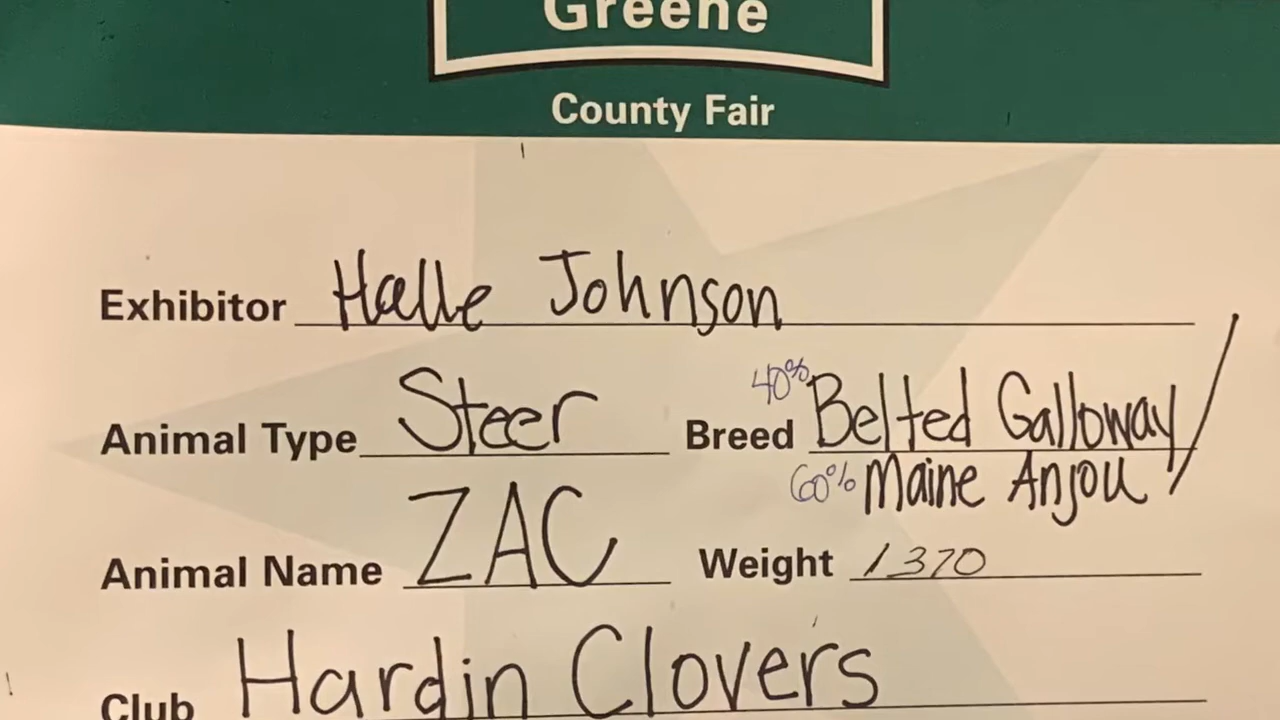 Greene
County Fair
Exhibitor Halle Johnson
Animal Type Steer Breed 40% Belted Galloway/
60% Maine Anjou
Animal Name ZAC Weight 1370
Club Hardin Clovers